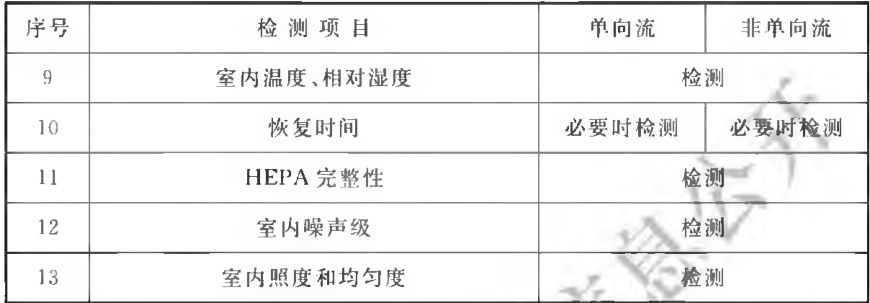 序号 检测项目 单向流 非单向流
9 室内温度、相对湿度 检测
10 恢复时间 必要时检测 必要时检测
11 HEPA 完整性 检测
12 室内噪声级 检测
13 室内照度和均匀度 检测
息公开